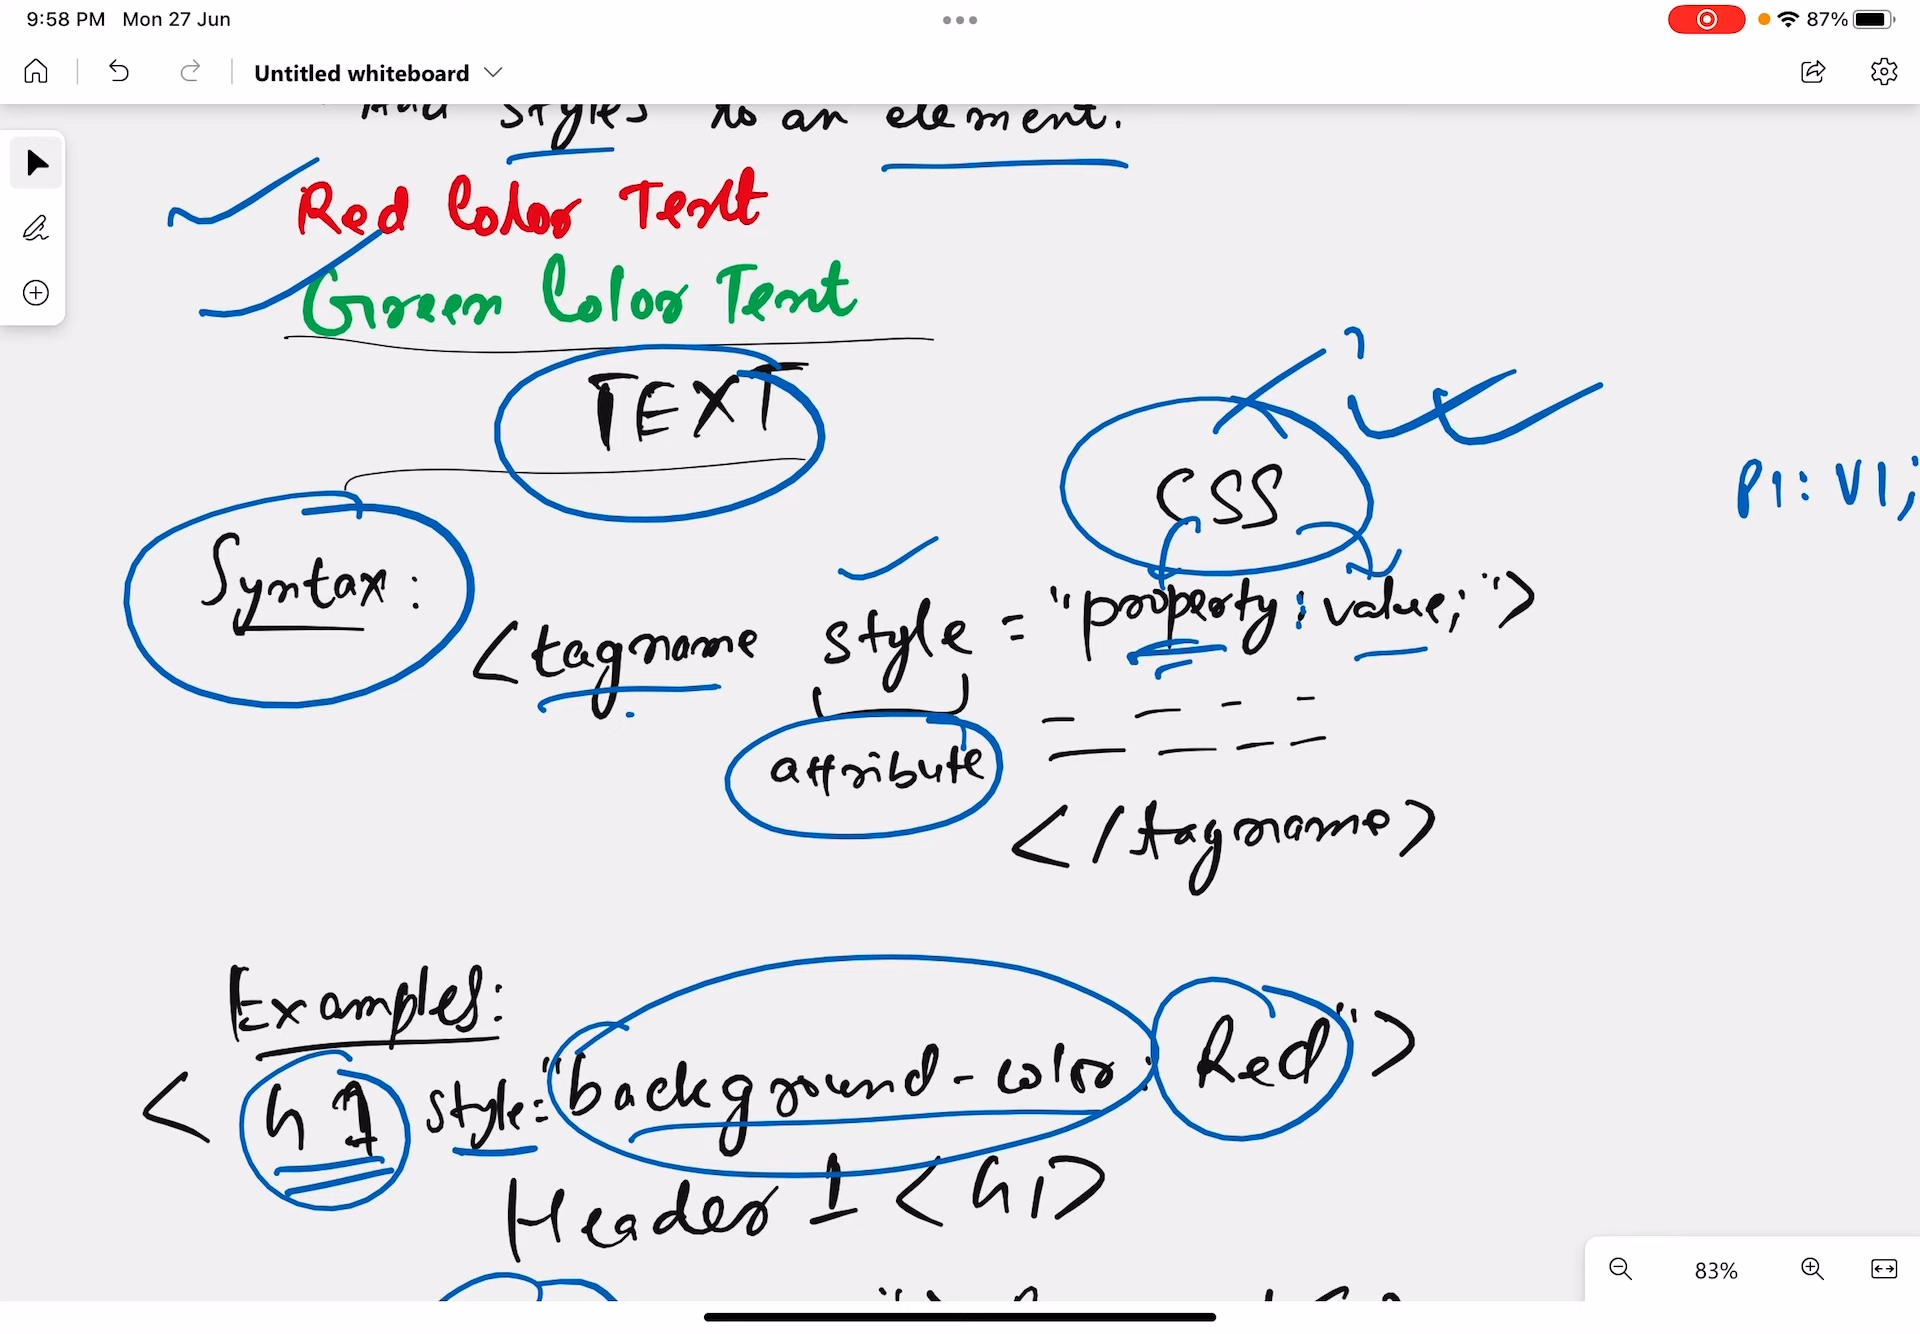 9:58 PM Mon 27 Jun
87%
Untitled whiteboard
Add styles to an element.
Red Color Text
Green Color Text
TEXT
CSS
P1: V1;
Syntax:
<tagname style = "property: value;">
attribute
</tagname>
Examples:
<h1 style="background-color: Red">
Header 1 <h1>
83%